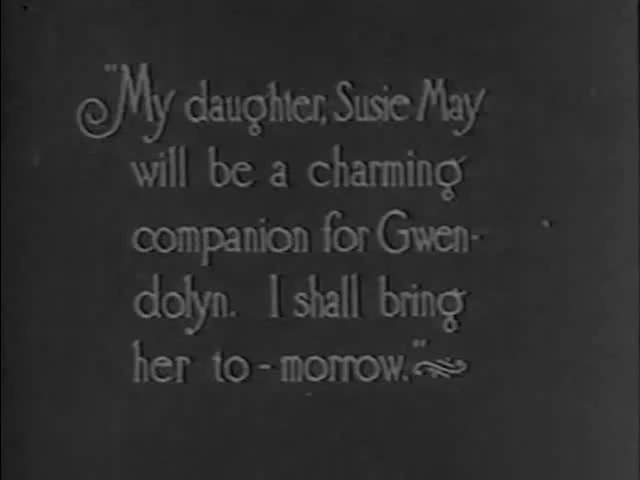 "My daughter, Susie May
will be a charming
companion for Gwen-
dolyn. I shall bring
her to-morrow."